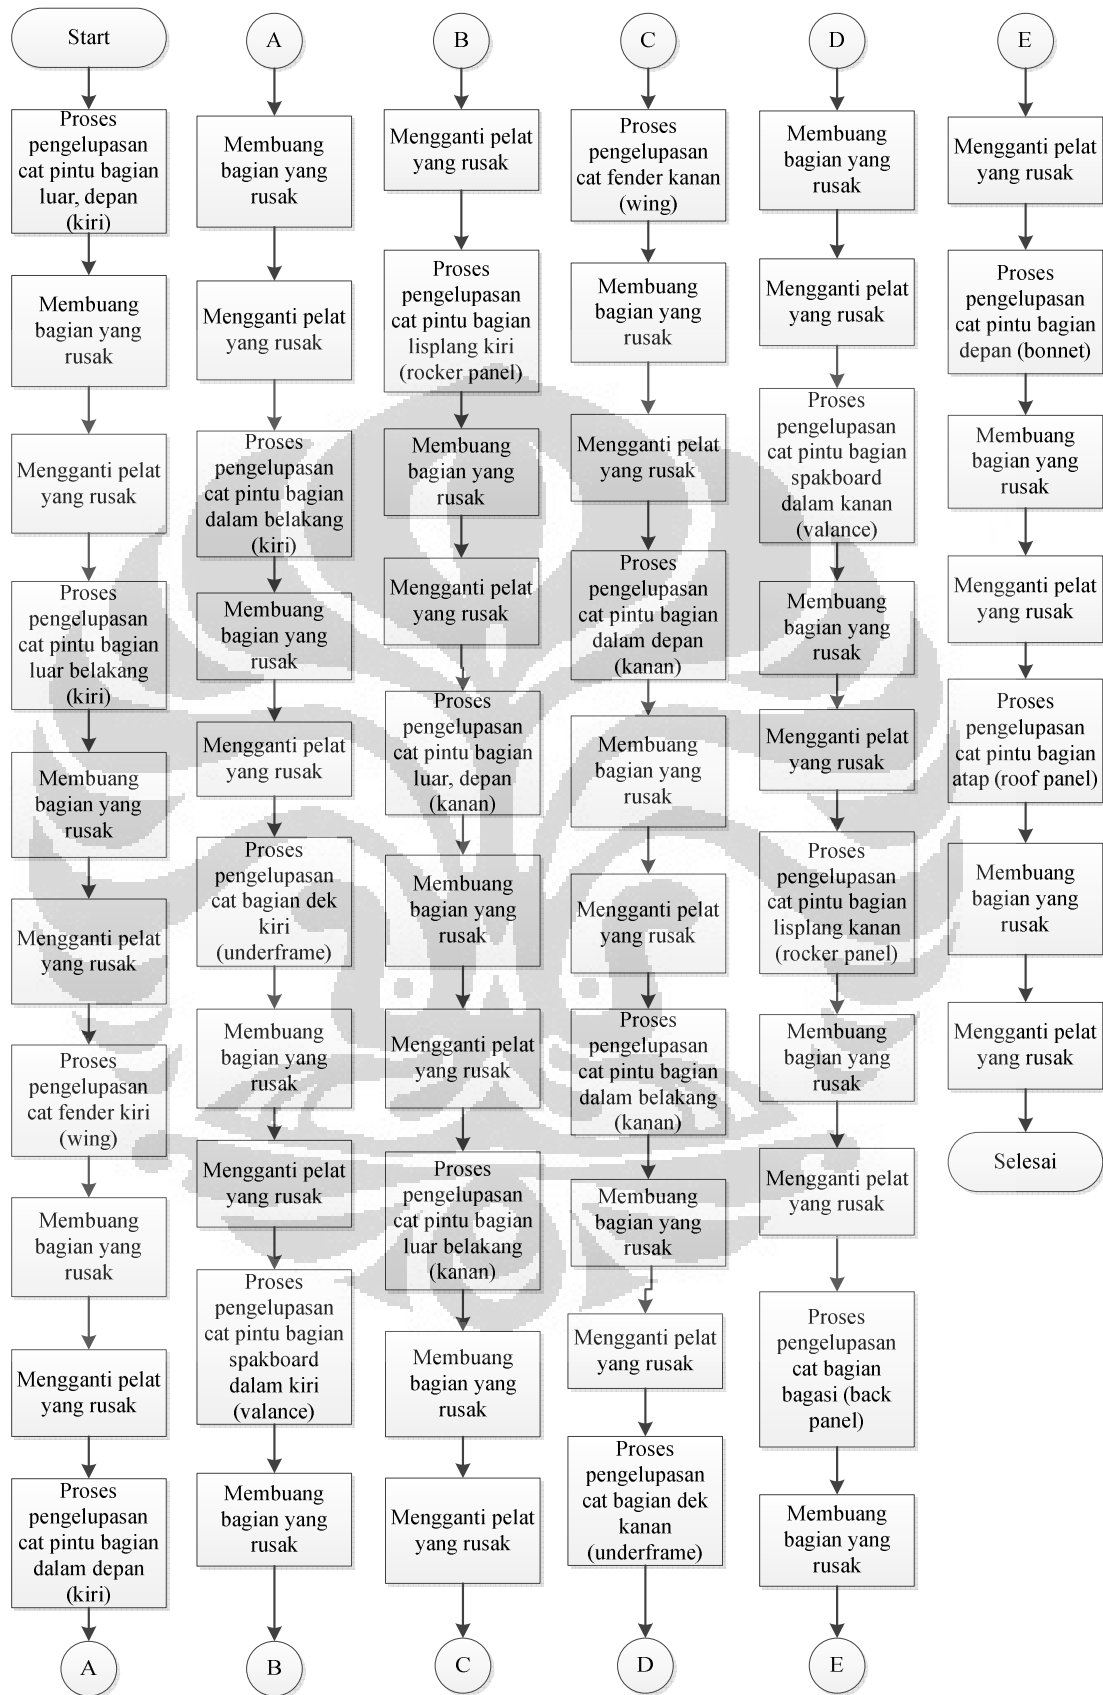 Start
Proses
pengelupasan
cat pintu bagian
luar, depan
(kiri)
Membuang
bagian yang
rusak
Mengganti pelat
yang rusak
Proses
pengelupasan
cat pintu bagian
luar belakang
(kiri)
Membuang
bagian yang
rusak
Mengganti pelat
yang rusak
Proses
pengelupasan
cat fender kiri
(wing)
Membuang
bagian yang
rusak
Mengganti pelat
yang rusak
Proses
pengelupasan
cat pintu bagian
dalam depan
(kiri)
A
A
Membuang
bagian yang
rusak
Mengganti pelat
yang rusak
Proses
pengelupasan
cat pintu bagian
dalam belakang
(kiri)
Membuang
bagian yang
rusak
Mengganti pelat
yang rusak
Proses
pengelupasan
cat bagian dek
kiri
(underframe)
Membuang
bagian yang
rusak
Mengganti pelat
yang rusak
Proses
pengelupasan
cat pintu bagian
spakboard
dalam kiri
(valance)
Membuang
bagian yang
rusak
B
B
Mengganti pelat
yang rusak
Proses
pengelupasan
cat pintu bagian
lisplang kiri
(rocker panel)
Membuang
bagian yang
rusak
Mengganti pelat
yang rusak
Proses
pengelupasan
cat pintu bagian
luar, depan
(kanan)
Membuang
bagian yang
rusak
Mengganti pelat
yang rusak
Proses
pengelupasan
cat pintu bagian
luar belakang
(kanan)
Membuang
bagian yang
rusak
Mengganti pelat
yang rusak
C
C
Proses
pengelupasan
cat fender kanan
(wing)
Membuang
bagian yang
rusak
Mengganti pelat
yang rusak
Proses
pengelupasan
cat pintu bagian
dalam depan
(kanan)
Membuang
bagian yang
rusak
Mengganti pelat
yang rusak
Proses
pengelupasan
cat pintu bagian
dalam belakang
(kanan)
Membuang
bagian yang
rusak
Mengganti pelat
yang rusak
Proses
pengelupasan
cat bagian dek
kanan
(underframe)
D
D
Membuang
bagian yang
rusak
Mengganti pelat
yang rusak
Proses
pengelupasan
cat pintu bagian
spakboard
dalam kanan
(valance)
Membuang
bagian yang
rusak
Mengganti pelat
yang rusak
Proses
pengelupasan
cat pintu bagian
lisplang kanan
(rocker panel)
Membuang
bagian yang
rusak
Mengganti pelat
yang rusak
Proses
pengelupasan
cat bagian
bagasi (back
panel)
Membuang
bagian yang
rusak
E
E
Mengganti pelat
yang rusak
Proses
pengelupasan
cat pintu bagian
depan (bonnet)
Membuang
bagian yang
rusak
Mengganti pelat
yang rusak
Proses
pengelupasan
cat pintu bagian
atap (roof panel)
Membuang
bagian yang
rusak
Mengganti pelat
yang rusak
Selesai